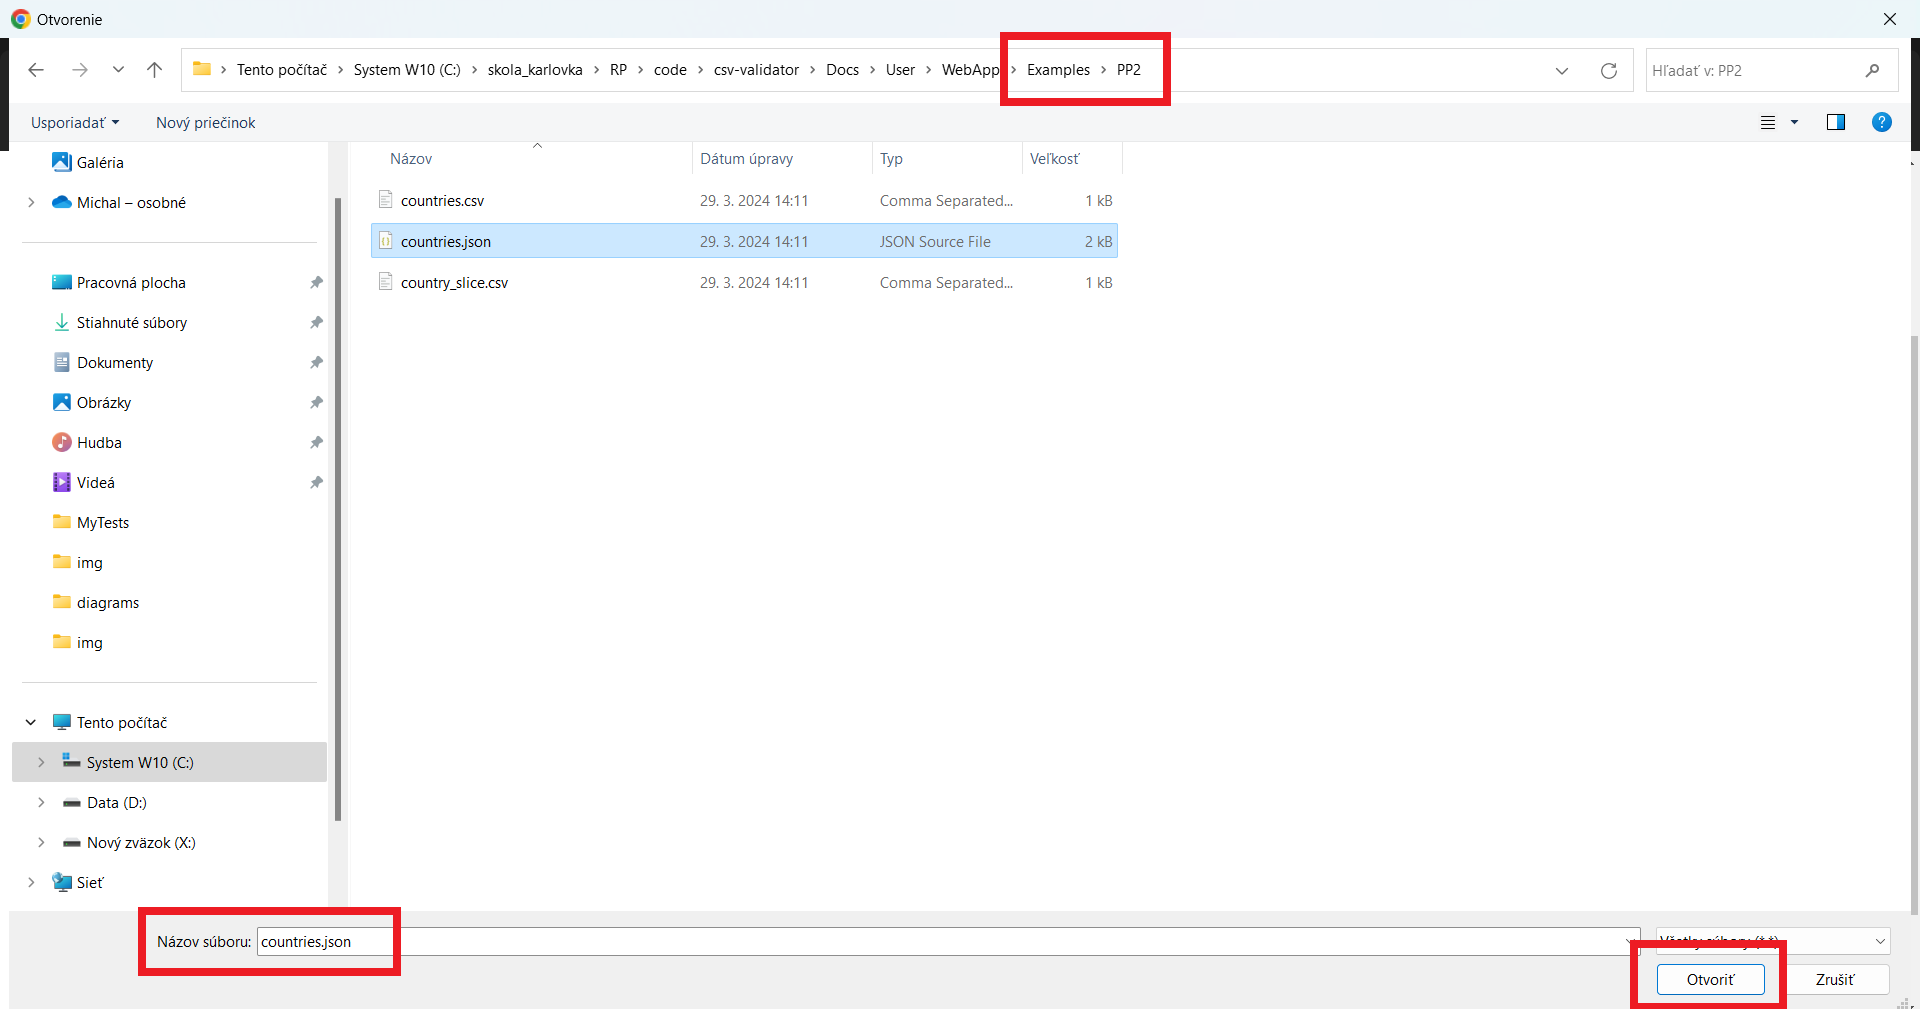 Otvorenie
Tento počítač System W10 (C:) skola_karlovka RP code csv-validator Docs User WebApp Examples PP2 Hľadať v: PP2
Usporiadať Nový priečinok
Názov Dátum úpravy Typ Veľkosť
countries.csv 29. 3. 2024 14:11 Comma Separated... 1 kB
countries.json 29. 3. 2024 14:11 JSON Source File 2 kB
country_slice.csv 29. 3. 2024 14:11 Comma Separated... 1 kB
Galéria
Michal – osobné
Pracovná plocha
Stiahnuté súbory
Dokumenty
Obrázky
Hudba
Videá
MyTests
img
diagrams
img
Tento počítač
System W10 (C:)
Data (D:)
Nový zväzok (X:)
Sieť
Názov súboru: countries.json
Všetky súbory (*.*)
Otvoriť Zrušiť